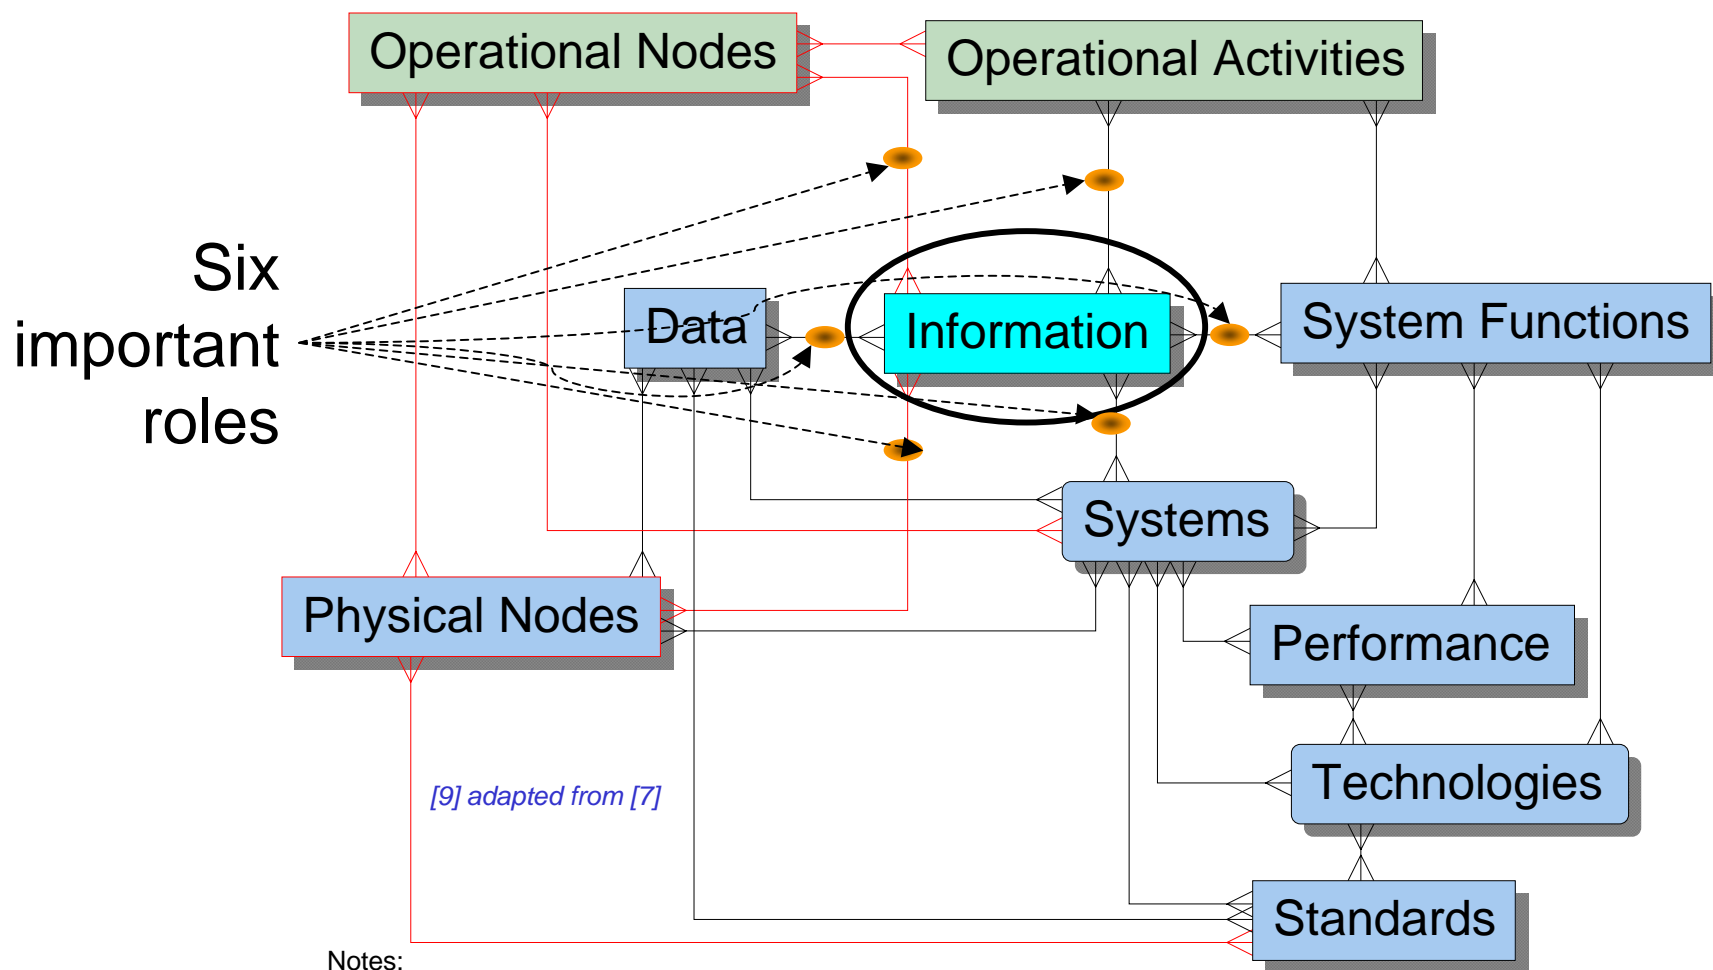 Operational Nodes
Operational Activities
Six
important
roles
Data
Information
System Functions
Systems
Physical Nodes
Performance
Technologies
[9] adapted from [7]
Standards
Notes: